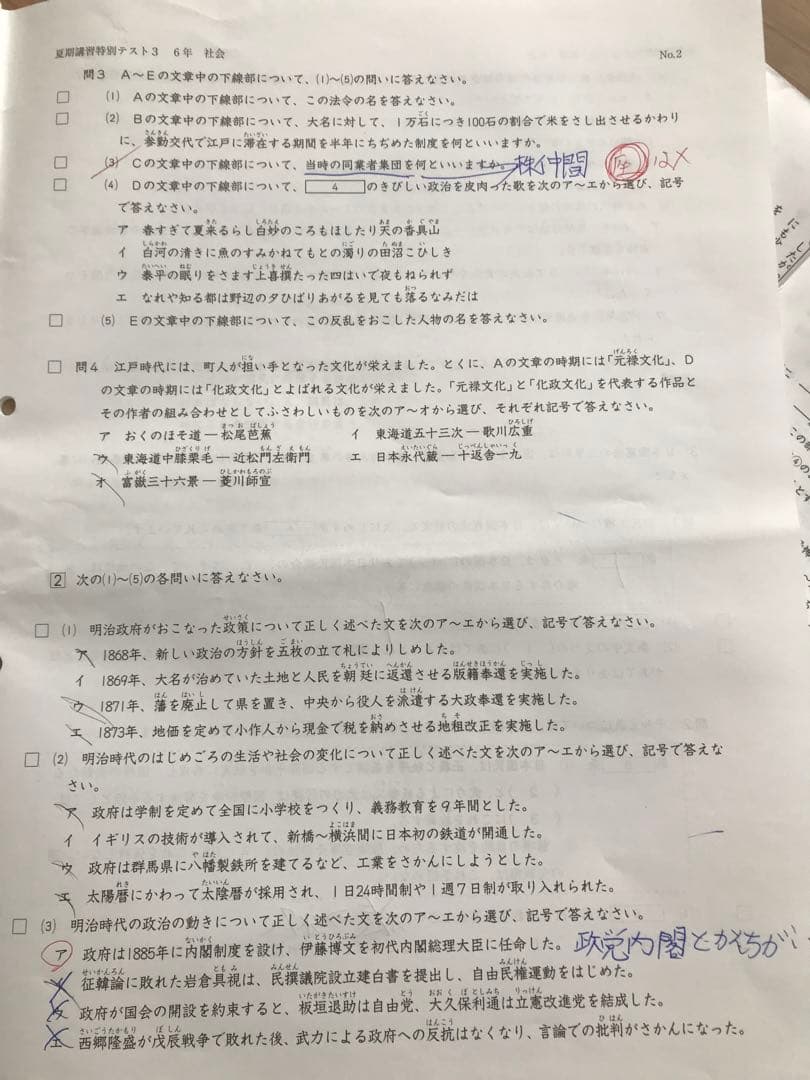 夏期講習特別テスト3　6年　社会　No.2
問3　A～Eの文章中の下線部について、(1)～(5)の問いに答えなさい。
(1)　Aの文章中の下線部について、この法令の名を答えなさい。
(2)　Bの文章中の下線部について、大名に対して、1万石につき100石の割合で米をさし出させるかわり
に、参勤交代で江戸に滞在する期間を半年にちぢめた制度を何といいますか。
(3)　Cの文章中の下線部について、当時の同業者集団を何といいますか。株仲間　座は×
(4)　Dの文章中の下線部について、 4 のきびしい政治を皮肉った歌を次のア～エから選び、記号
で答えなさい。
ア　春すぎて夏来るらし白妙のころもほしたり天の香具山
イ　白河の清きに魚のすみかねてもとの濁りの田沼こひしき
ウ　泰平の眠りをさます上喜撰たった四はいで夜もねられず
エ　なれや知る都は野辺の夕ひばりあがるを見ても落るなみだは
(5)　Eの文章中の下線部について、この反乱をおこした人物の名を答えなさい。
問4　江戸時代には、町人が担い手となった文化が栄えました。とくに、Aの文章の時期には「元禄文化」、D
の文章の時期には「化政文化」とよばれる文化が栄えました。「元禄文化」と「化政文化」を代表する作品と
その作者の組み合わせとしてふさわしいものを次のア～オから選び、それぞれ記号で答えなさい。
ア　おくのほそ道―松尾芭蕉　イ　東海道五十三次―歌川広重
ウ　東海道中膝栗毛―近松門左衛門　エ　日本永代蔵―十返舎一九
オ　富嶽三十六景―菱川師宣
2　次の(1)～(5)の各問いに答えなさい。
(1)　明治政府がおこなった政策について正しく述べた文を次のア～エから選び、記号で答えなさい。
ア　1868年、新しい政治の方針を五枚の立て札によりしめした。
イ　1869年、大名が治めていた土地と人民を朝廷に返還させる版籍奉還を実施した。
ウ　1871年、藩を廃止して県を置き、中央から役人を派遣する大政奉還を実施した。
エ　1873年、地価を定めて小作人から現金で税を納めさせる地租改正を実施した。
(2)　明治時代のはじめごろの生活や社会の変化について正しく述べた文を次のア～エから選び、記号で答えな
さい。
ア　政府は学制を定めて全国に小学校をつくり、義務教育を9年間とした。
イ　イギリスの技術が導入されて、新橋～横浜間に日本初の鉄道が開通した。
ウ　政府は群馬県に八幡製鉄所を建てるなど、工業をさかんにしようとした。
エ　太陽暦にかわって太陰暦が採用され、1日24時間制や1週7日制が取り入れられた。
(3)　明治時代の政治の動きについて正しく述べた文を次のア～エから選び、記号で答えなさい。
ア　政府は1885年に内閣制度を設け、伊藤博文を初代内閣総理大臣に任命した。政党内閣とかんちがい
イ　征韓論に敗れた岩倉具視は、民撰議院設立建白書を提出し、自由民権運動をはじめた。
ウ　政府が国会の開設を約束すると、板垣退助は自由党、大久保利通は立憲改進党を結成した。
エ　西郷隆盛が戊辰戦争で敗れた後、武力による政府への反抗はなくなり、言論での批判がさかんになった。